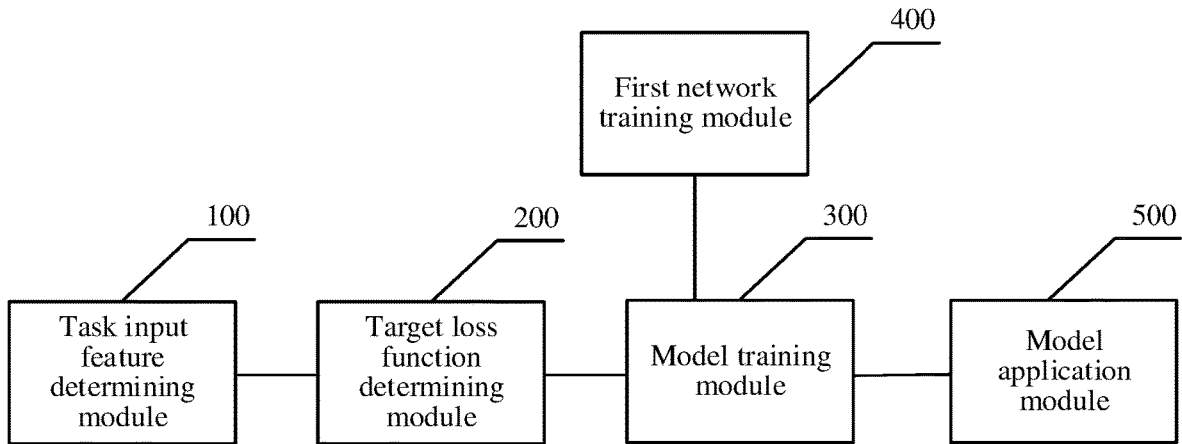 400
First network
training module
100
200
300
500
Task input
feature
determining
module
Target loss
function
determining
module
Model training
module
Model
application
module